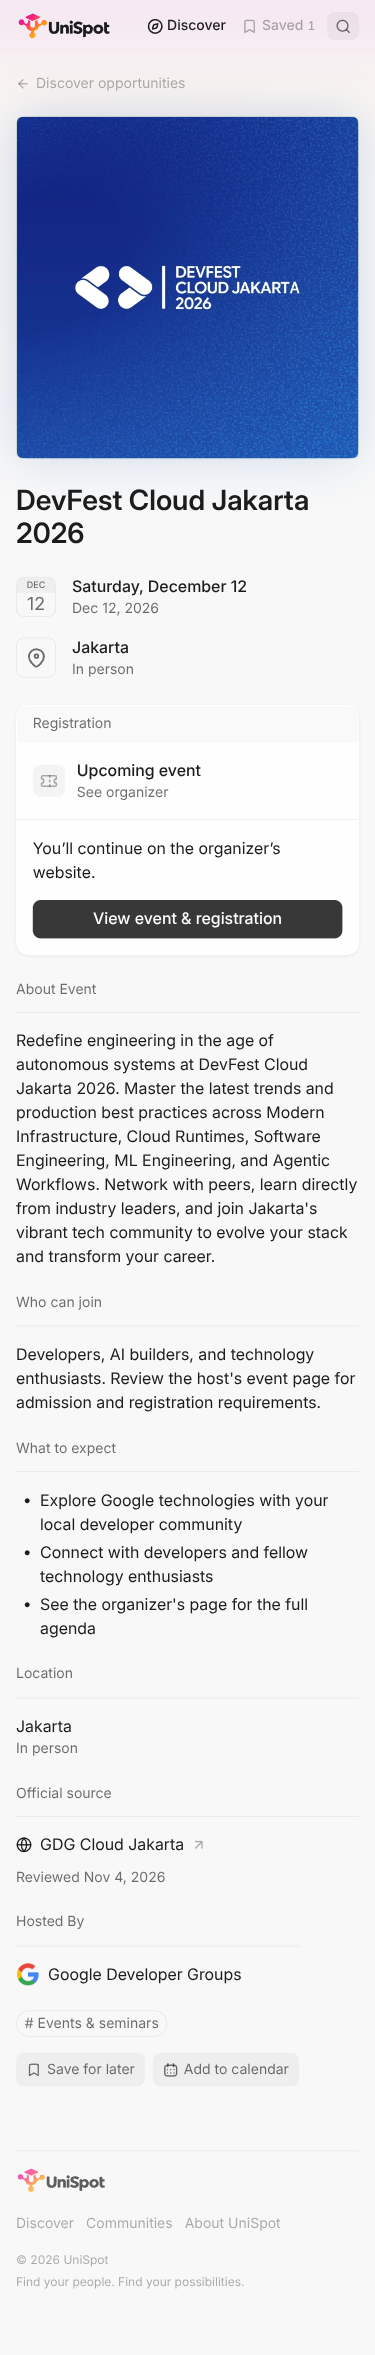 UniSpot
Discover
Saved 1
Discover opportunities
DEVFEST
CLOUD JAKARTA
2026
DevFest Cloud Jakarta
2026
DEC
12
Saturday, December 12
Dec 12, 2026
Jakarta
In person
Registration
Upcoming event
See organizer
You’ll continue on the organizer’s
website.
View event & registration
About Event
Redefine engineering in the age of
autonomous systems at DevFest Cloud
Jakarta 2026. Master the latest trends and
production best practices across Modern
Infrastructure, Cloud Runtimes, Software
Engineering, ML Engineering, and Agentic
Workflows. Network with peers, learn directly
from industry leaders, and join Jakarta's
vibrant tech community to evolve your stack
and transform your career.
Who can join
Developers, AI builders, and technology
enthusiasts. Review the host's event page for
admission and registration requirements.
What to expect
• Explore Google technologies with your
local developer community
• Connect with developers and fellow
technology enthusiasts
• See the organizer's page for the full
agenda
Location
Jakarta
In person
Official source
GDG Cloud Jakarta
Reviewed Nov 4, 2026
Hosted By
Google Developer Groups
# Events & seminars
Save for later
Add to calendar
UniSpot
Discover
Communities
About UniSpot
© 2026 UniSpot
Find your people. Find your possibilities.